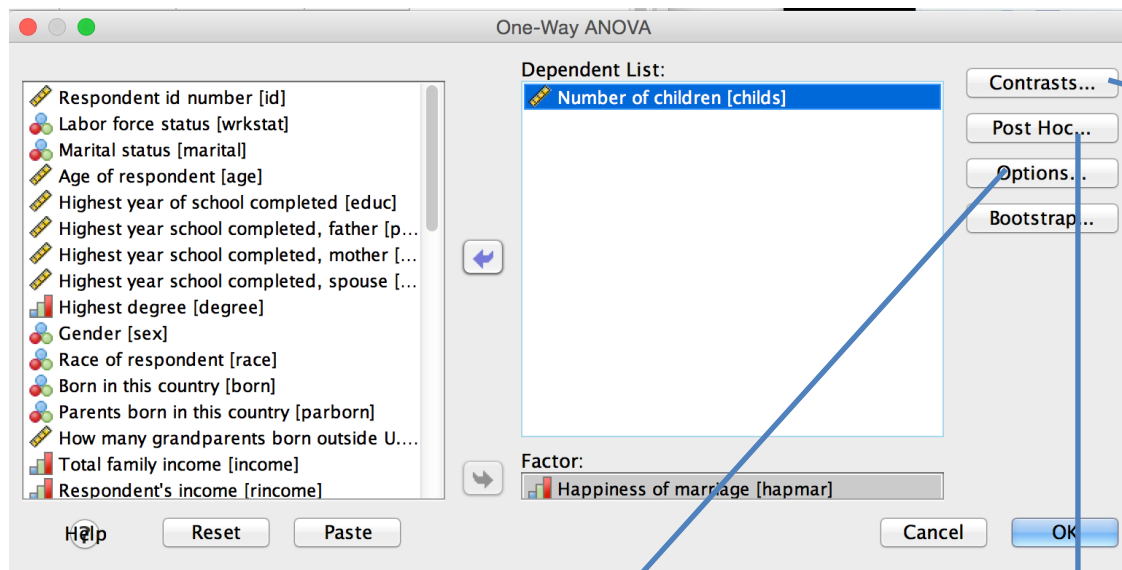 One-Way ANOVA
Respondent id number [id]
Labor force status [wrkstat]
Marital status [marital]
Age of respondent [age]
Highest year of school completed [educ]
Highest year school completed, father [p...
Highest year school completed, mother [...
Highest year school completed, spouse [...
Highest degree [degree]
Gender [sex]
Race of respondent [race]
Born in this country [born]
Parents born in this country [parborn]
How many grandparents born outside U....
Total family income [income]
Respondent's income [rincome]
Dependent List:
Number of children [childs]
Factor:
Happiness of marriage [hapmar]
Contrasts...
Post Hoc...
Options...
Bootstrap...
Help
?
Reset
Paste
Cancel
OK